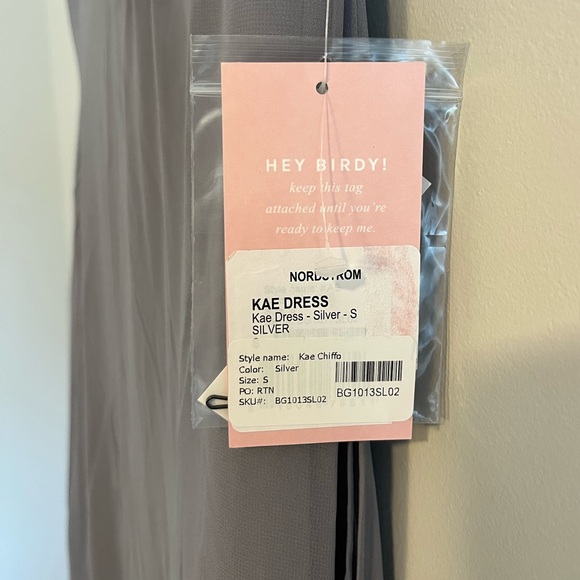 HEY BIRDY!
keep this tag
attached until you're
ready to keep me.
NORDSTROM
KAE DRESS
Kae Dress - Silver - S
SILVER
Style name: Kae Chiffo
Color: Silver
Size: S
PO: RTN
SKU#: BG1013SL02
BG1013SL02